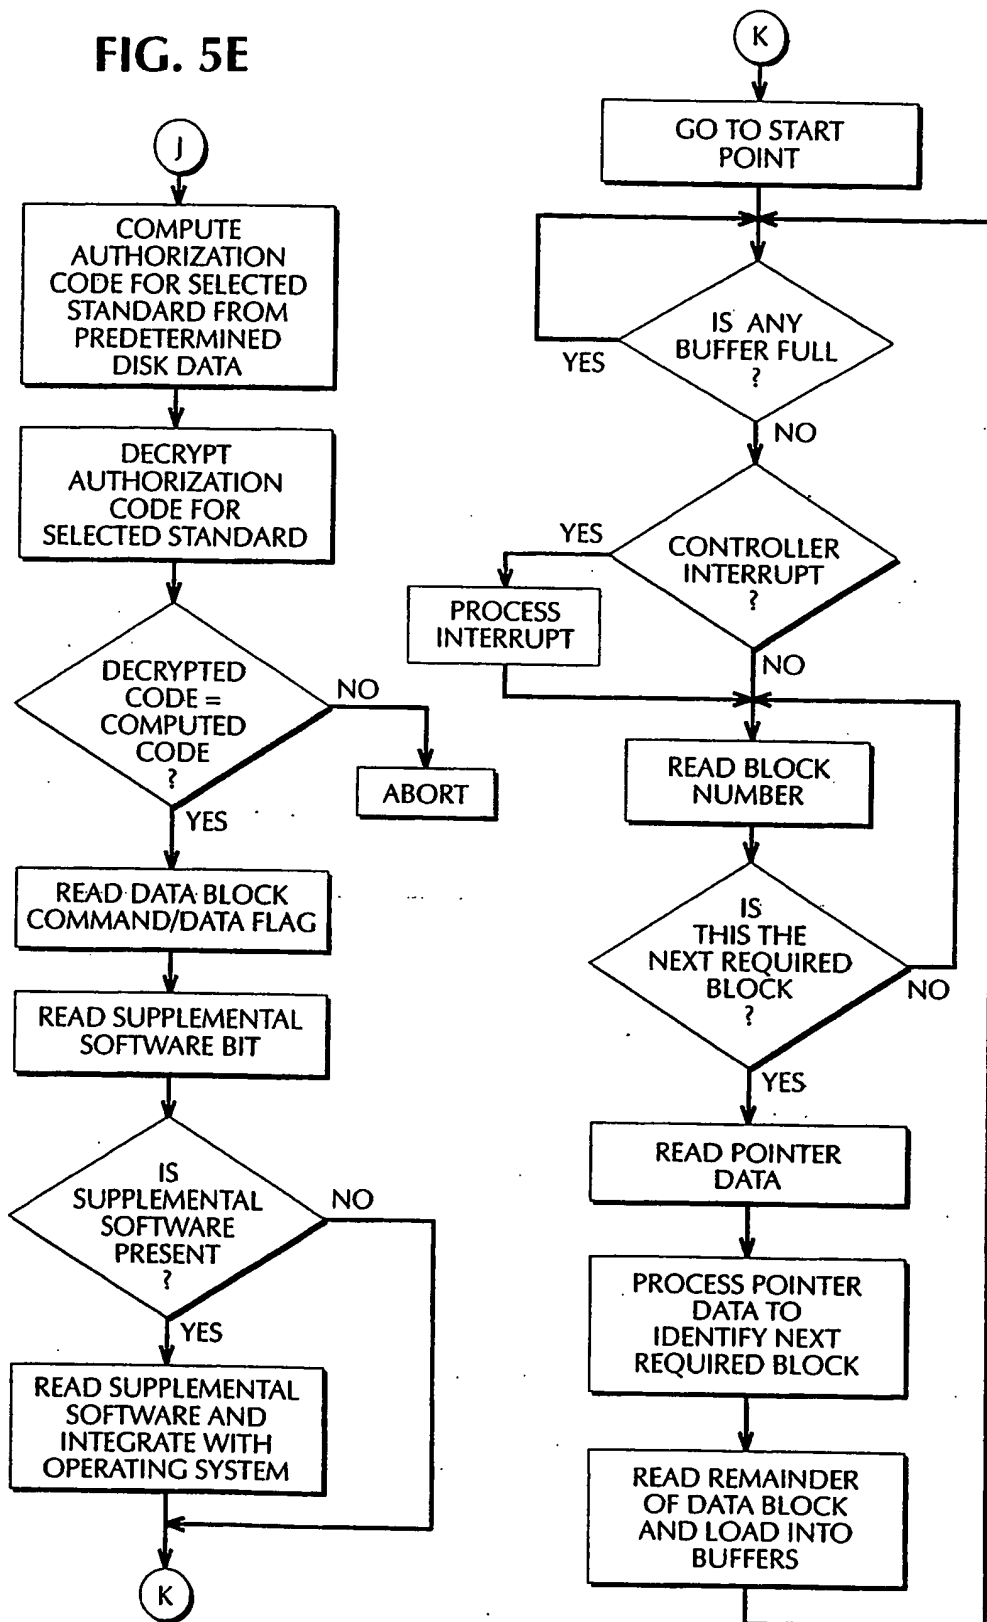 FIG. 5E
J
COMPUTE
AUTHORIZATION
CODE FOR SELECTED
STANDARD FROM
PREDETERMINED
DISK DATA
DECRYPT
AUTHORIZATION
CODE FOR
SELECTED STANDARD
DECRYPTED
CODE =
COMPUTED
CODE
?
NO
ABORT
YES
READ DATA BLOCK
COMMAND/DATA FLAG
READ SUPPLEMENTAL
SOFTWARE BIT
IS
SUPPLEMENTAL
SOFTWARE
PRESENT
?
NO
YES
READ SUPPLEMENTAL
SOFTWARE AND
INTEGRATE WITH
OPERATING SYSTEM
K
K
GO TO START
POINT
IS ANY
BUFFER FULL
?
YES
NO
CONTROLLER
INTERRUPT
?
YES
PROCESS
INTERRUPT
NO
READ BLOCK
NUMBER
IS
THIS THE
NEXT REQUIRED
BLOCK
?
NO
YES
READ POINTER
DATA
PROCESS POINTER
DATA TO
IDENTIFY NEXT
REQUIRED BLOCK
READ REMAINDER
OF DATA BLOCK
AND LOAD INTO
BUFFERS